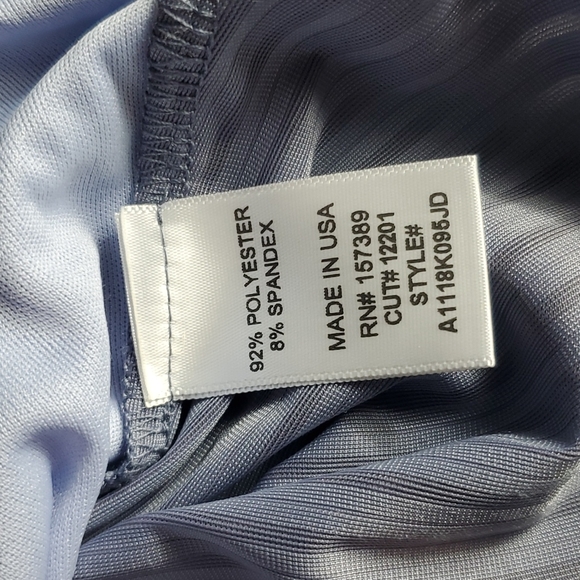 92% POLYESTER
8% SPANDEX
MADE IN USA
RN# 157389
CUT# 12201
STYLE#
A1118K095JD